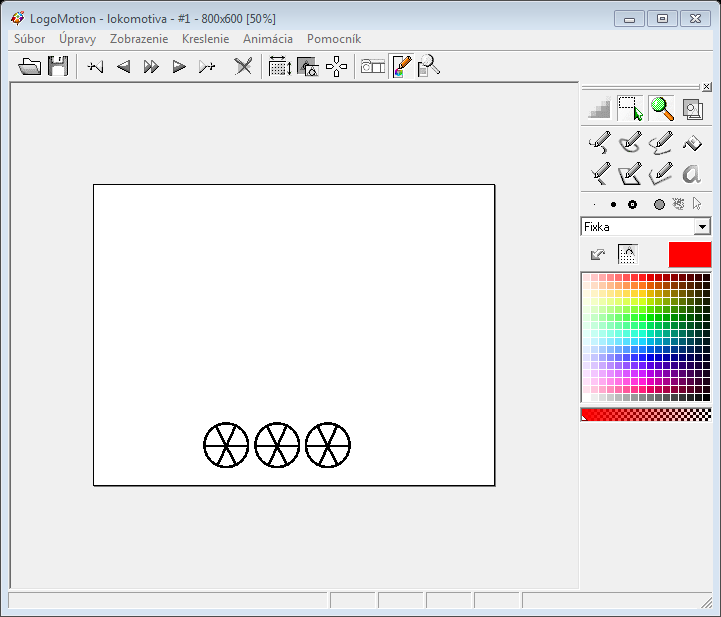 LogoMotion - lokomotiva - #1 - 800x600 [50%]
Súbor Úpravy Zobrazenie Kreslenie Animácia Pomocník
a
Fixka